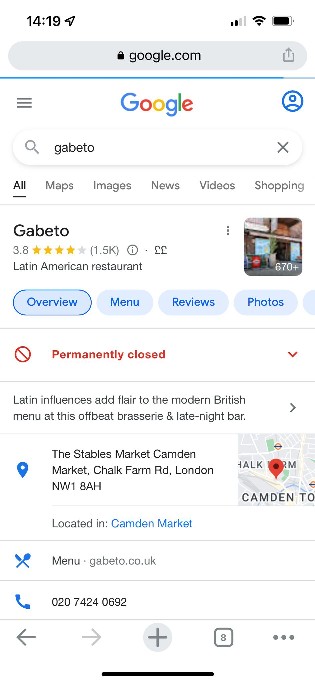 14:19
google.com
Google
gabeto
All Maps Images News Videos Shopping
Gabeto
3.8 (1.5K) · ££
Latin American restaurant
670+
Overview Menu Reviews Photos
Permanently closed
Latin influences add flair to the modern British
menu at this offbeat brasserie & late-night bar.
The Stables Market Camden
Market, Chalk Farm Rd, London
NW1 8AH
CAMDEN TO
Located in: Camden Market
Menu · gabeto.co.uk
020 7424 0692
8